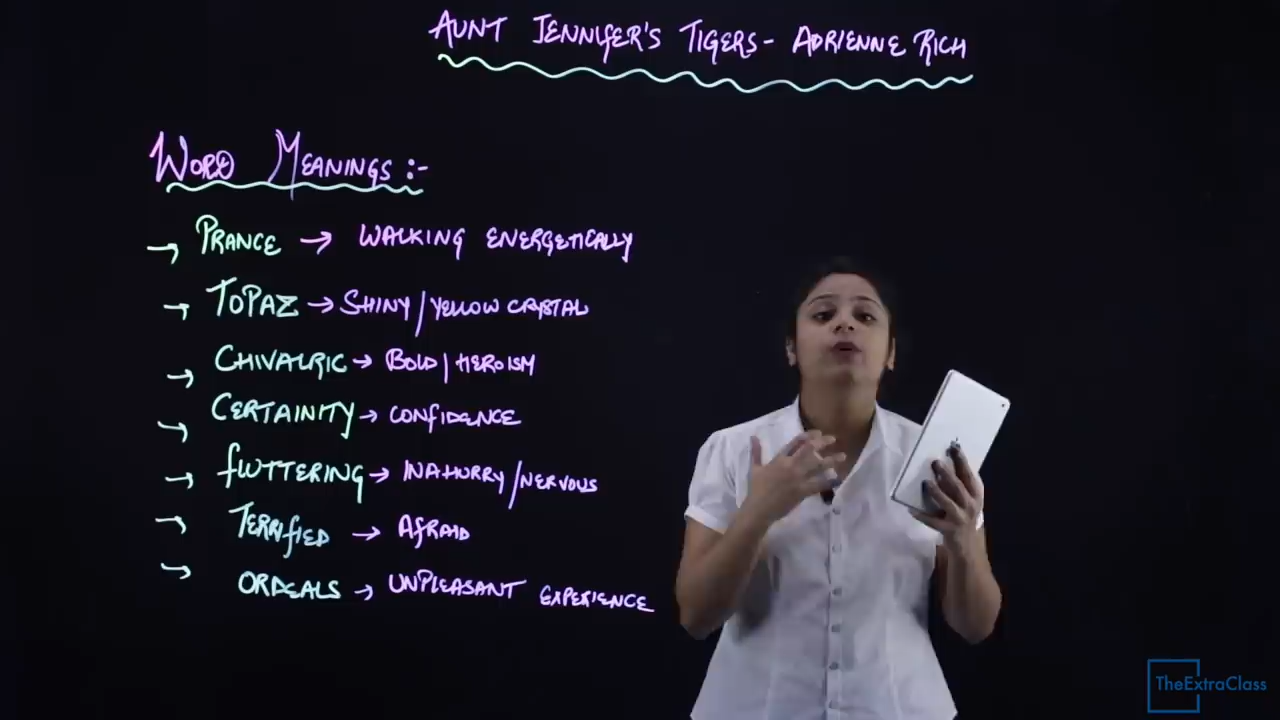 AUNT JENNIFER'S TIGERS- ADRIENNE RICH
WORD MEANINGS :-
→ PRANCE → WALKING ENERGETICALLY
→ TOPAZ → SHINY/YELLOW CRYSTAL
→ CHIVALRIC → BOLD/HEROISM
→ CERTAINITY → CONFIDENCE
→ FLUTTERING → IN A HURRY/NERVOUS
→ TERRIFIED → AFRAID
→ ORDEALS → UNPLEASANT EXPERIENCE
TheExtraClass